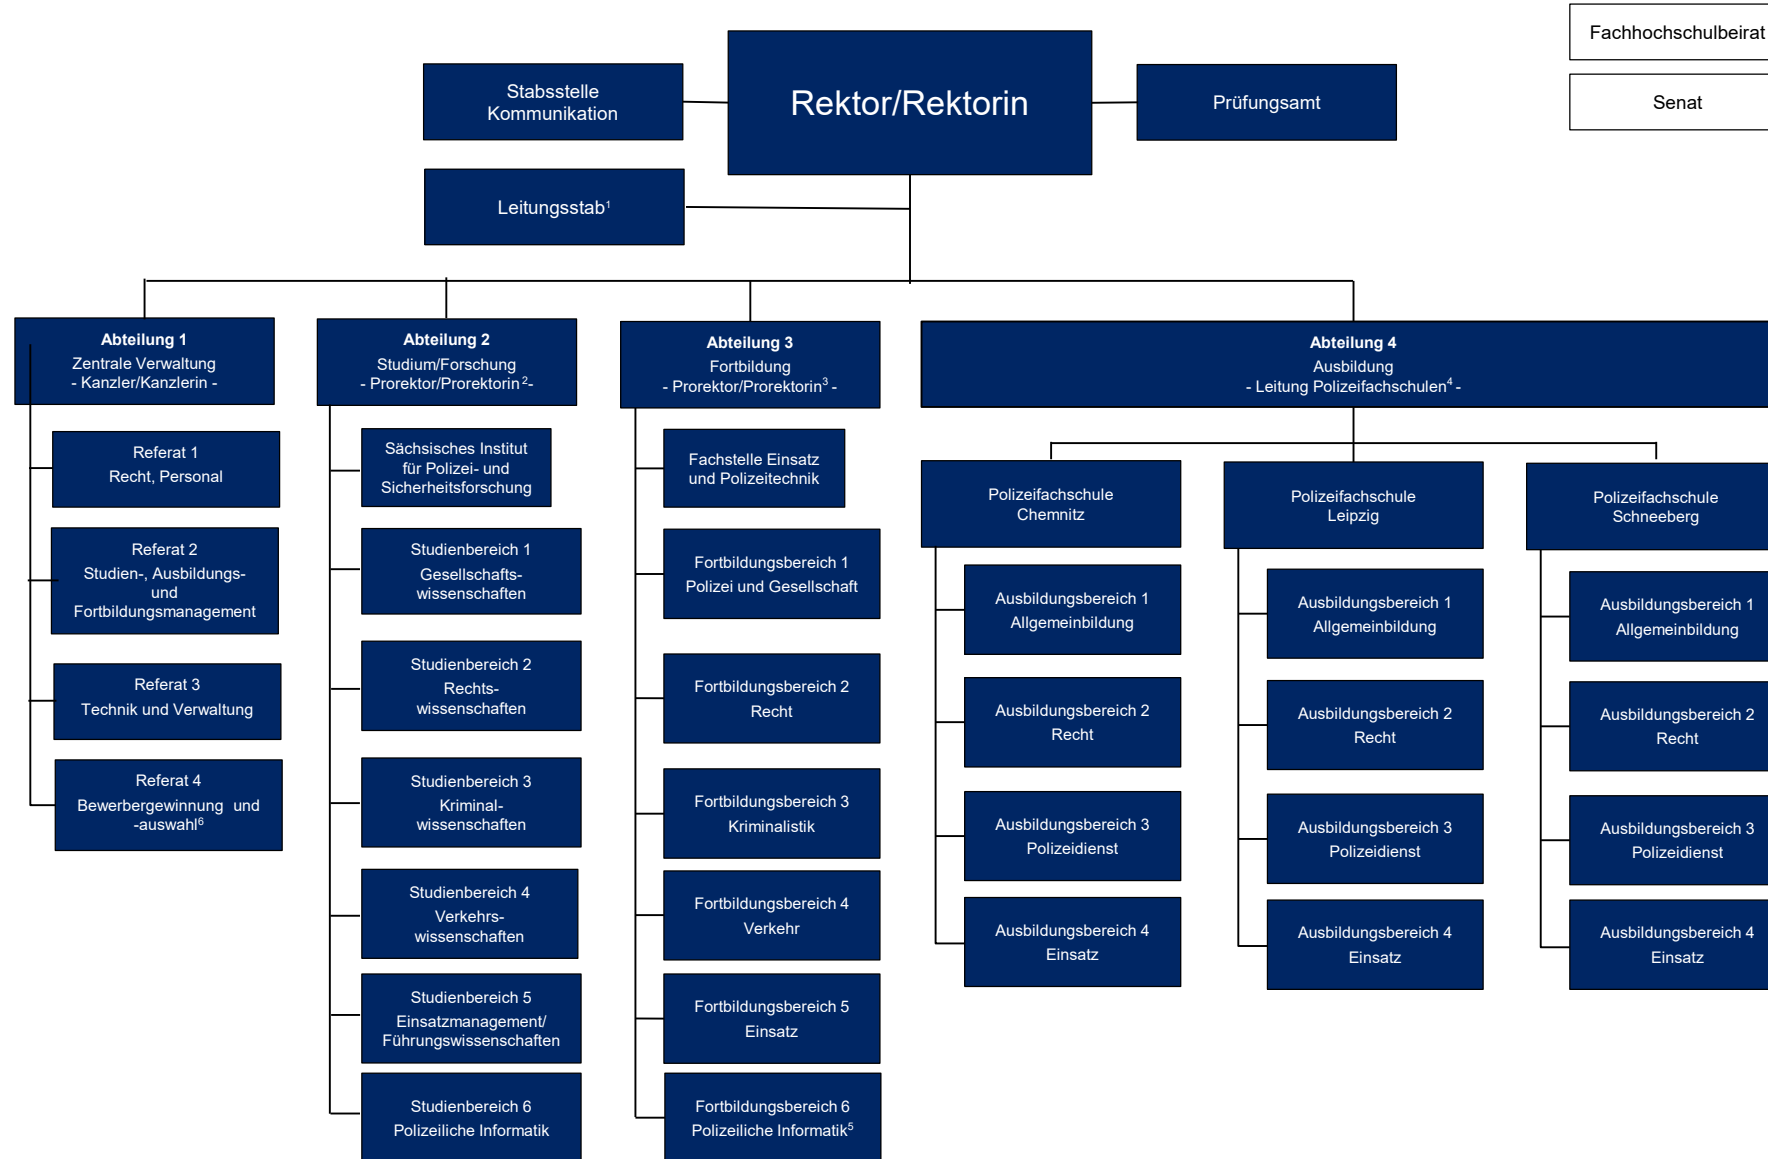 Fachhochschulbeirat
Senat
Stabsstelle
Kommunikation
Rektor/Rektorin
Prüfungsamt
Leitungsstab¹
Abteilung 1
Zentrale Verwaltung
- Kanzler/Kanzlerin -
Abteilung 2
Studium/Forschung
- Prorektor/Prorektorin ²-
Abteilung 3
Fortbildung
- Prorektor/Prorektorin³ -
Abteilung 4
Ausbildung
- Leitung Polizeifachschulen⁴ -
Referat 1
Recht, Personal
Referat 2
Studien-, Ausbildungs-
und
Fortbildungsmanagement
Referat 3
Technik und Verwaltung
Referat 4
Bewerbergewinnung und
-auswahl⁶
Sächsisches Institut
für Polizei- und
Sicherheitsforschung
Studienbereich 1
Gesellschafts-
wissenschaften
Studienbereich 2
Rechts-
wissenschaften
Studienbereich 3
Kriminal-
wissenschaften
Studienbereich 4
Verkehrs-
wissenschaften
Studienbereich 5
Einsatzmanagement/
Führungswissenschaften
Studienbereich 6
Polizeiliche Informatik
Fachstelle Einsatz
und Polizeitechnik
Fortbildungsbereich 1
Polizei und Gesellschaft
Fortbildungsbereich 2
Recht
Fortbildungsbereich 3
Kriminalistik
Fortbildungsbereich 4
Verkehr
Fortbildungsbereich 5
Einsatz
Fortbildungsbereich 6
Polizeiliche Informatik⁵
Polizeifachschule
Chemnitz
Ausbildungsbereich 1
Allgemeinbildung
Ausbildungsbereich 2
Recht
Ausbildungsbereich 3
Polizeidienst
Ausbildungsbereich 4
Einsatz
Polizeifachschule
Leipzig
Ausbildungsbereich 1
Allgemeinbildung
Ausbildungsbereich 2
Recht
Ausbildungsbereich 3
Polizeidienst
Ausbildungsbereich 4
Einsatz
Polizeifachschule
Schneeberg
Ausbildungsbereich 1
Allgemeinbildung
Ausbildungsbereich 2
Recht
Ausbildungsbereich 3
Polizeidienst
Ausbildungsbereich 4
Einsatz